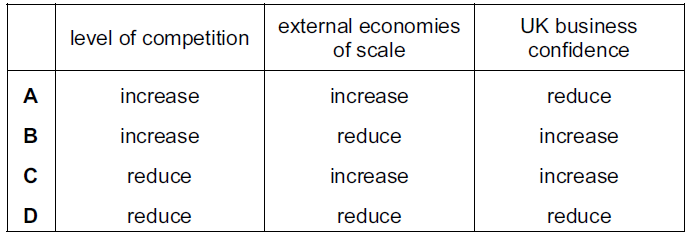 level of competition external economies of scale UK business confidence
A increase increase reduce
B increase reduce increase
C reduce increase increase
D reduce reduce reduce